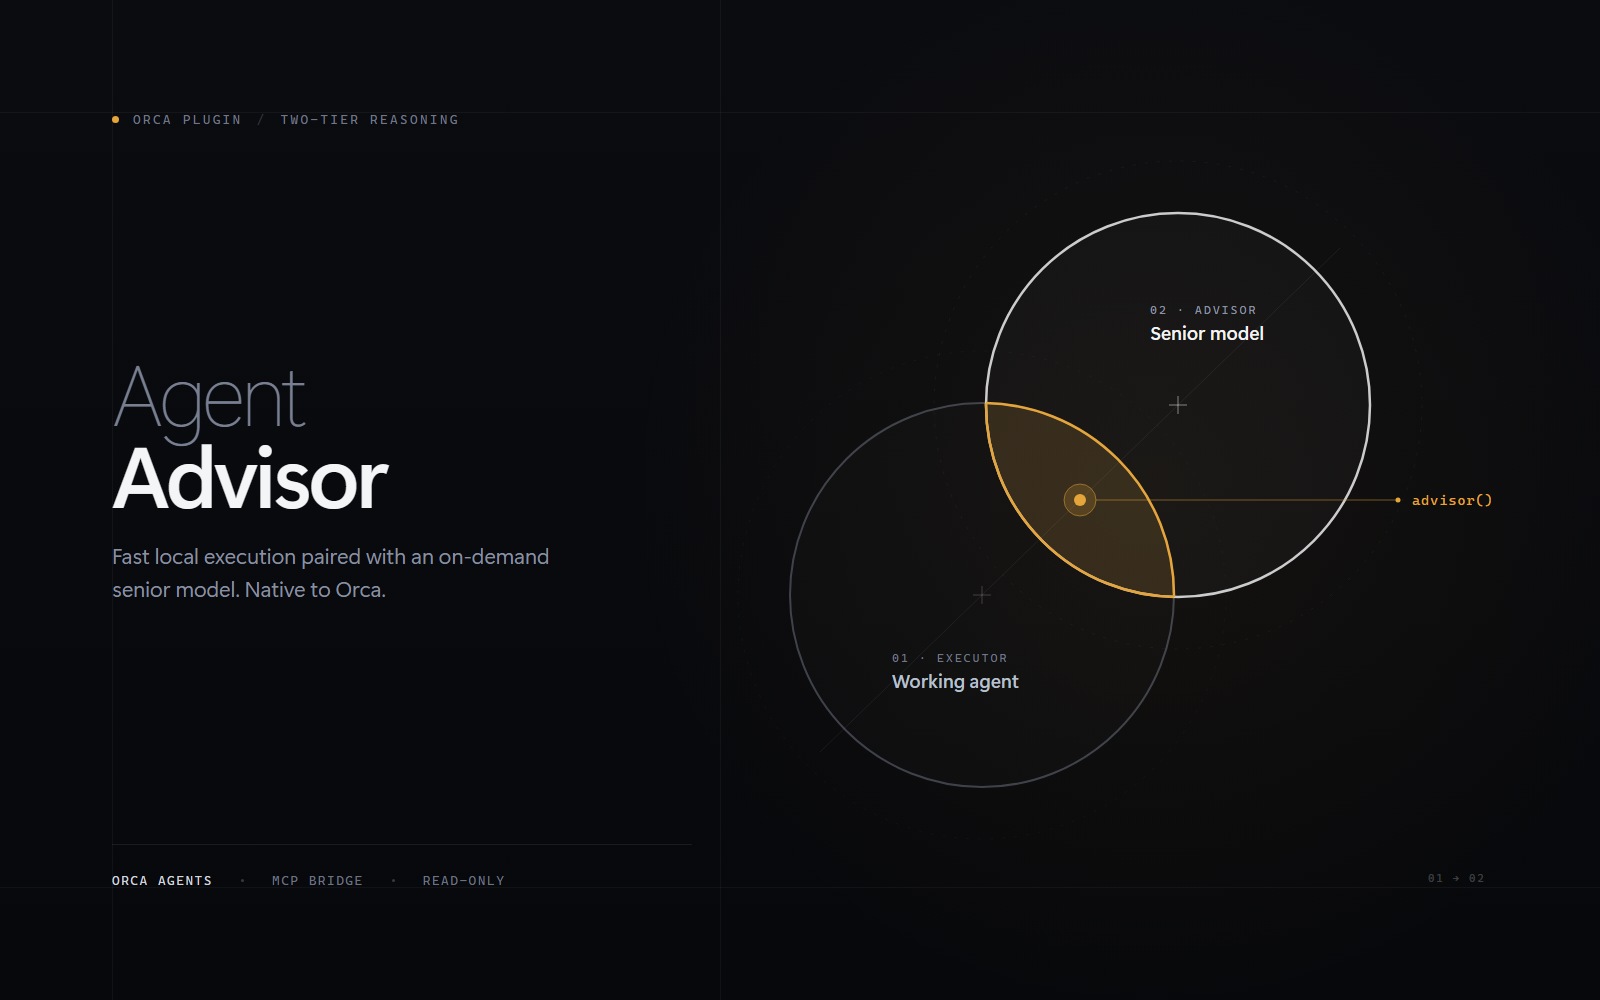 ORCA PLUGIN / TWO-TIER REASONING
Agent
Advisor
Fast local execution paired with an on-demand
senior model. Native to Orca.
02 · ADVISOR
Senior model
advisor()
01 · EXECUTOR
Working agent
ORCA AGENTS · MCP BRIDGE · READ-ONLY
01 → 02